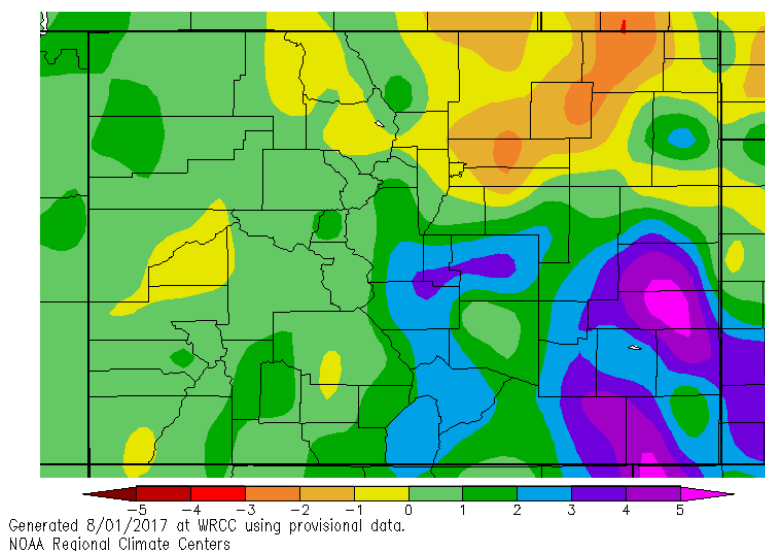 -5 -4 -3 -2 -1 0 1 2 3 4 5
Generated 8/01/2017 at WRCC using provisional data.
NOAA Regional Climate Centers